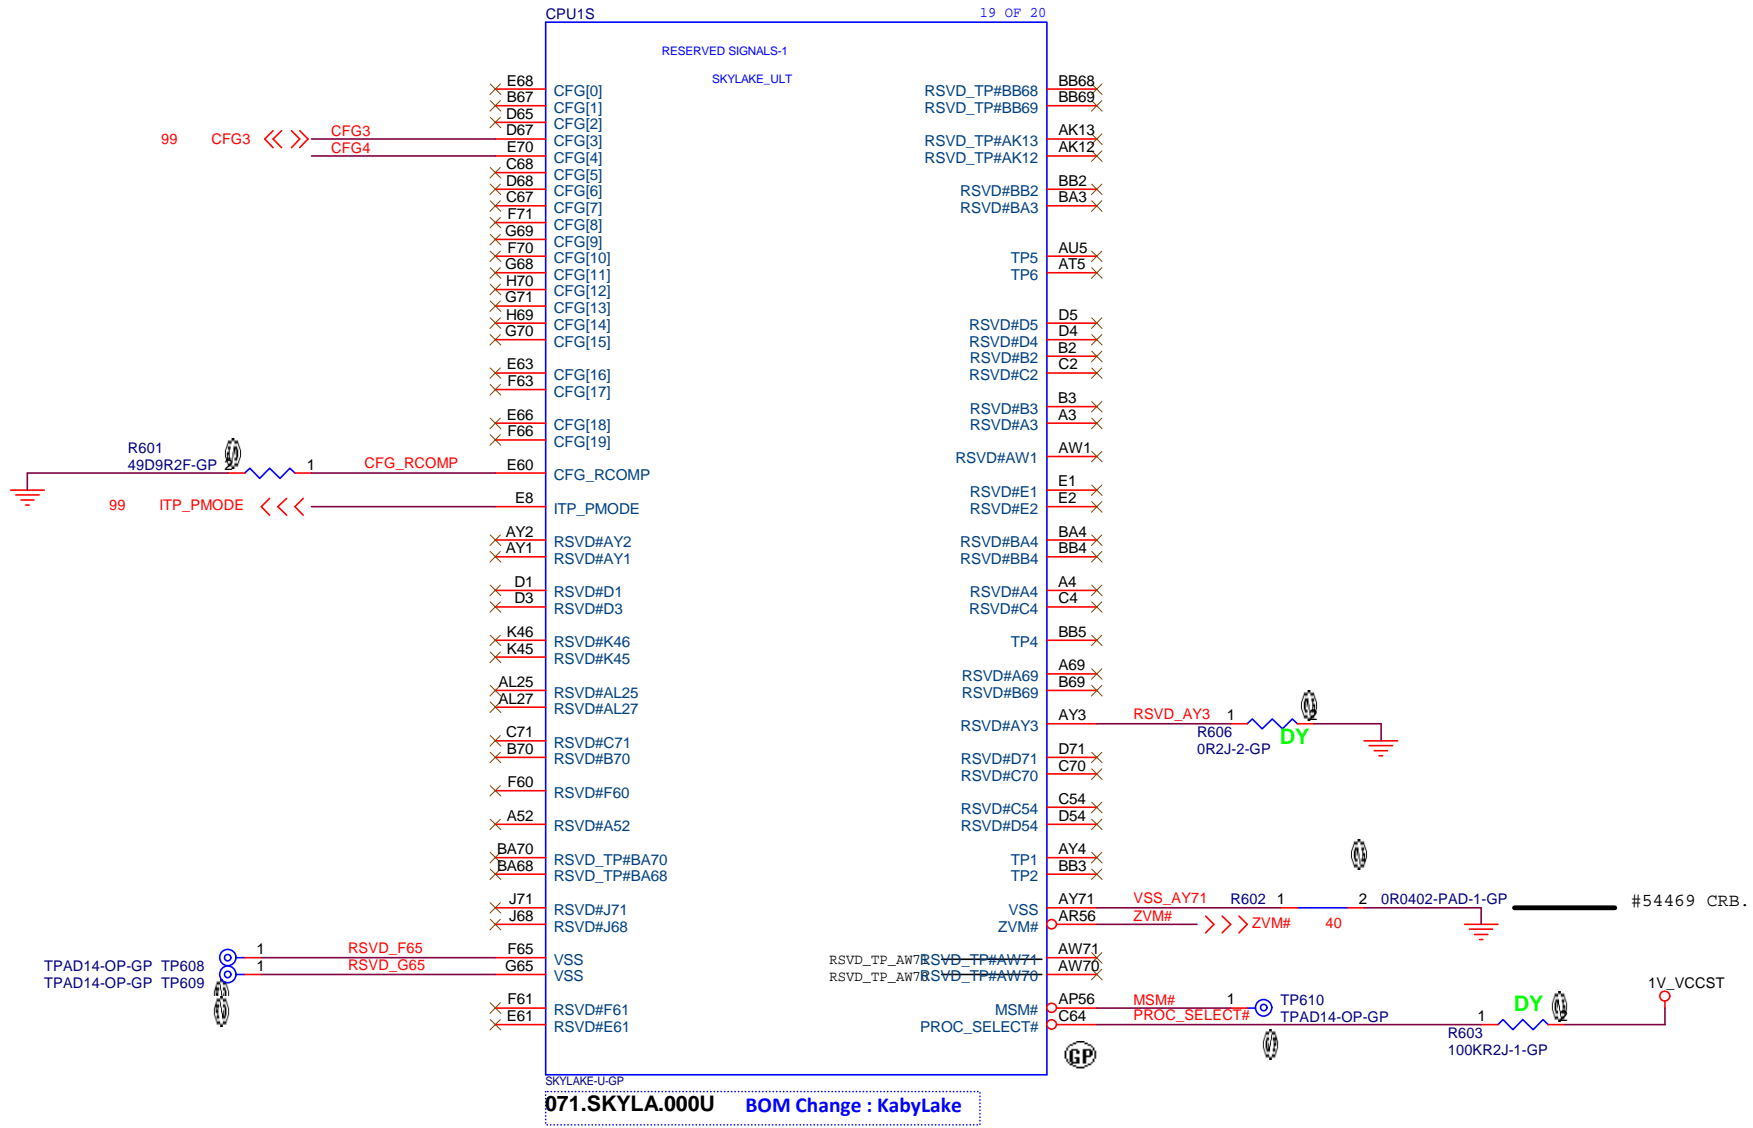 CPU1S
19 OF 20
RESERVED SIGNALS-1
SKYLAKE_ULT
E68 CFG[0]
B67 CFG[1]
D65 CFG[2]
99 CFG3 CFG3 D67 CFG[3]
CFG4 E70 CFG[4]
C68 CFG[5]
D68 CFG[6]
C67 CFG[7]
F71 CFG[8]
G69 CFG[9]
F70 CFG[10]
G68 CFG[11]
H70 CFG[12]
G71 CFG[13]
H69 CFG[14]
G70 CFG[15]
E63 CFG[16]
F63 CFG[17]
E66 CFG[18]
F66 CFG[19]
R601
49D9R2F-GP 2 1 CFG_RCOMP E60 CFG_RCOMP
99 ITP_PMODE E8 ITP_PMODE
AY2 RSVD#AY2
AY1 RSVD#AY1
D1 RSVD#D1
D3 RSVD#D3
K46 RSVD#K46
K45 RSVD#K45
AL25 RSVD#AL25
AL27 RSVD#AL27
C71 RSVD#C71
B70 RSVD#B70
F60 RSVD#F60
A52 RSVD#A52
BA70 RSVD_TP#BA70
BA68 RSVD_TP#BA68
J71 RSVD#J71
J68 RSVD#J68
TPAD14-OP-GP TP608 1 RSVD_F65 F65 VSS
TPAD14-OP-GP TP609 1 RSVD_G65 G65 VSS
F61 RSVD#F61
E61 RSVD#E61
RSVD_TP#BB68 BB68
RSVD_TP#BB69 BB69
RSVD_TP#AK13 AK13
RSVD_TP#AK12 AK12
RSVD#BB2 BB2
RSVD#BA3 BA3
TP5 AU5
TP6 AT5
RSVD#D5 D5
RSVD#D4 D4
RSVD#B2 B2
RSVD#C2 C2
RSVD#B3 B3
RSVD#A3 A3
RSVD#AW1 AW1
RSVD#E1 E1
RSVD#E2 E2
RSVD#BA4 BA4
RSVD#BB4 BB4
RSVD#A4 A4
RSVD#C4 C4
TP4 BB5
RSVD#A69 A69
RSVD#B69 B69
RSVD#AY3 AY3 RSVD_AY3 1 2
R606 DY
0R2J-2-GP
RSVD#D71 D71
RSVD#C70 C70
RSVD#C54 C54
RSVD#D54 D54
TP1 AY4
TP2 BB3
VSS AY71 VSS_AY71 R602 1 2 0R0402-PAD-1-GP #54469 CRB.
ZVM# AR56 ZVM# ZVM# 40
RSVD_TP_AW71 RSVD_TP#AW71 AW71
RSVD_TP_AW70 RSVD_TP#AW70 AW70
MSM# AP56 MSM# 1 TP610
TPAD14-OP-GP
PROC_SELECT# C64 PROC_SELECT# 1 2
DY
1V_VCCST
R603
100KR2J-1-GP
GP
SKYLAKE-U-GP
071.SKYLA.000U BOM Change : KabyLake